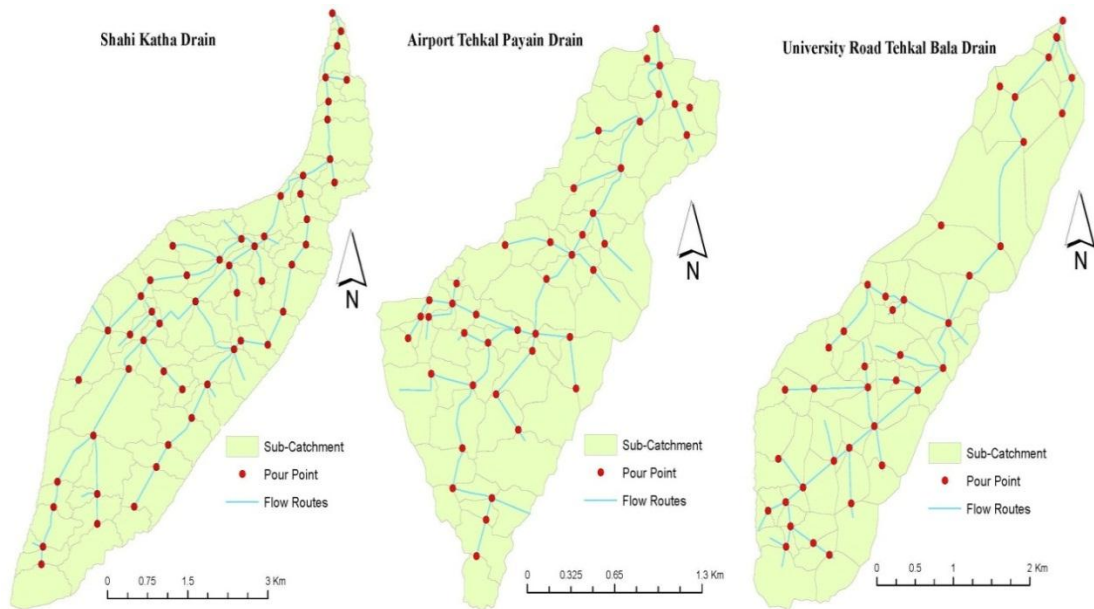 Shahi Katha Drain
N
Sub-Catchment
Pour Point
Flow Routes
0 0.75 1.5 3 Km
Airport Tehkal Payain Drain
N
Sub-Catchment
Pour Point
Flow Routes
0 0.325 0.65 1.3 Km
University Road Tehkal Bala Drain
N
Sub-Catchment
Pour Point
Flow Routes
0 0.5 1 2 Km